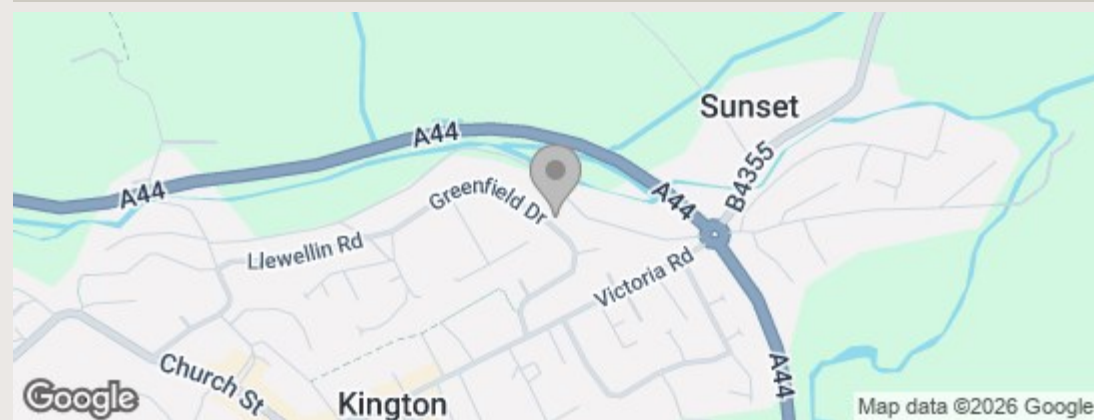 Sunset
A44
B4355
A44
A44
Greenfield Dr
Llewellin Rd
Victoria Rd
Church St
Kington
A44
Google
Map data ©2026 Google